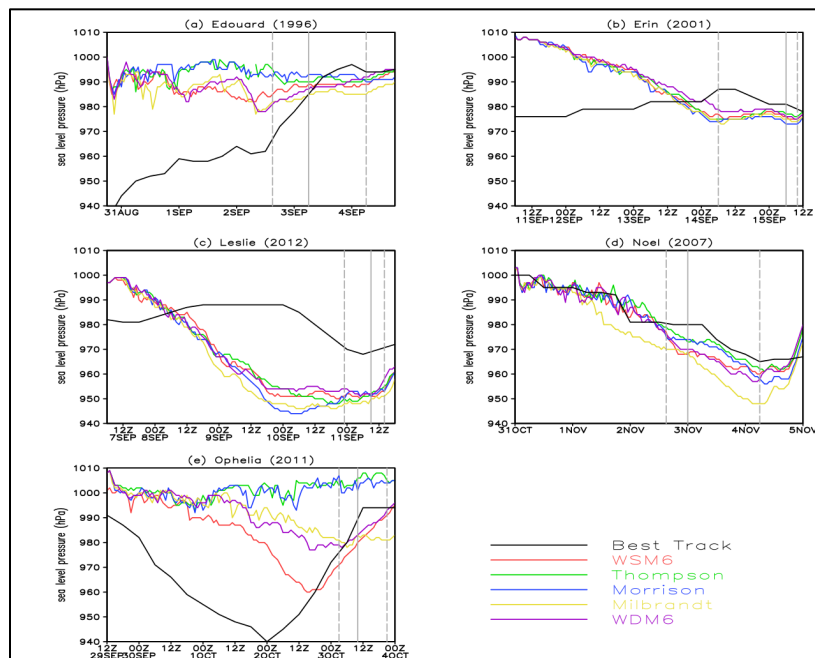 (a) Edouard (1996)
sea level pressure (hPa)
1010
1000
990
980
970
960
950
940
31AUG 1SEP 2SEP 3SEP 4SEP
(b) Erin (2001)
sea level pressure (hPa)
1010
1000
990
980
970
960
950
940
12Z 00Z 12Z 00Z 12Z 00Z 12Z 00Z 12Z
11SEP 12SEP 13SEP 14SEP 15SEP
(c) Leslie (2012)
sea level pressure (hPa)
1010
1000
990
980
970
960
950
940
12Z 00Z 12Z 00Z 12Z 00Z 12Z 00Z 12Z
7SEP 8SEP 9SEP 10SEP 11SEP
(d) Noel (2007)
sea level pressure (hPa)
1010
1000
990
980
970
960
950
940
31OCT 1NOV 2NOV 3NOV 4NOV 5NOV
(e) Ophelia (2011)
sea level pressure (hPa)
1010
1000
990
980
970
960
950
940
12Z 00Z 12Z 00Z 12Z 00Z 12Z 00Z 12Z 00Z
29SEP 30SEP 1OCT 2OCT 3OCT 4OCT
Best Track
WSM6
Thompson
Morrison
Milbrandt
WDM6